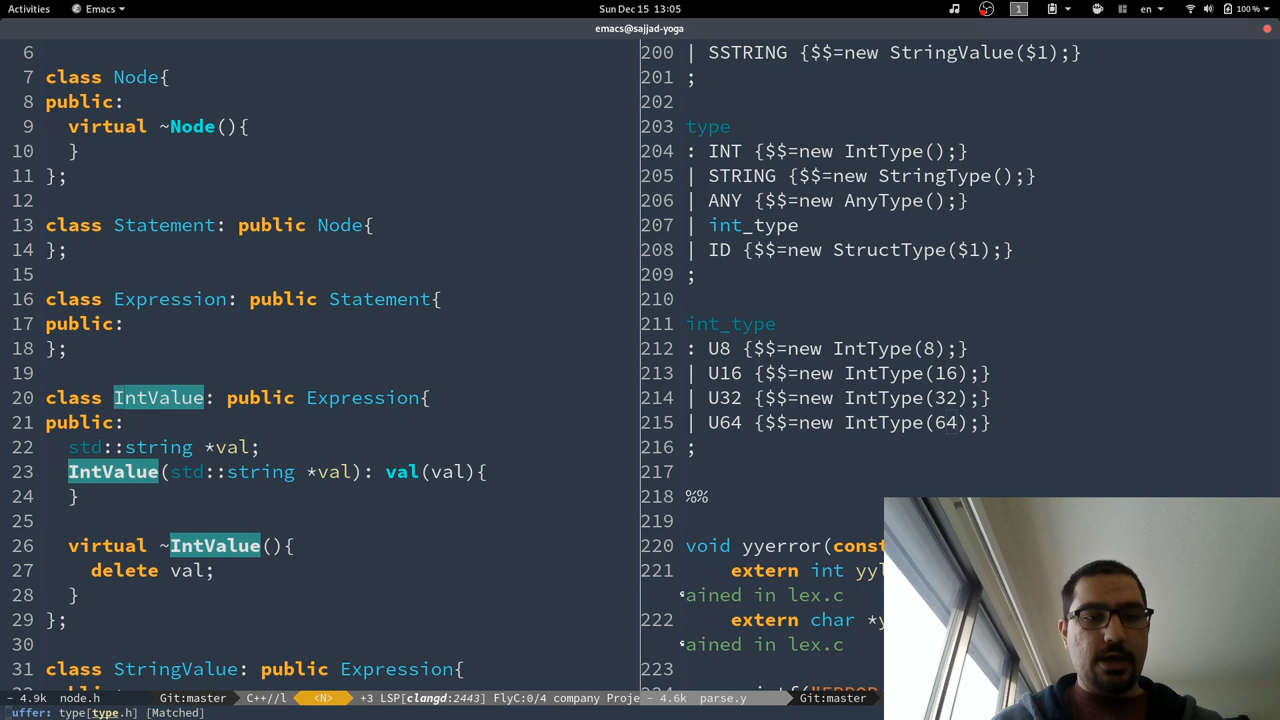 Activities
Emacs
Sun Dec 15 13:05
1
en
100 %
emacs@sajjad-yoga
6
7 class Node{
8 public:
9 virtual ~Node(){
10 }
11 };
12
13 class Statement: public Node{
14 };
15
16 class Expression: public Statement{
17 public:
18 };
19
20 class IntValue: public Expression{
21 public:
22 std::string *val;
23 IntValue(std::string *val): val(val){
24 }
25
26 virtual ~IntValue(){
27 delete val;
28 }
29 };
30
31 class StringValue: public Expression{
200 | SSTRING {$$=new StringValue($1);}
201 ;
202
203 type
204 : INT {$$=new IntType();}
205 | STRING {$$=new StringType();}
206 | ANY {$$=new AnyType();}
207 | int_type
208 | ID {$$=new StructType($1);}
209 ;
210
211 int_type
212 : U8 {$$=new IntType(8);}
213 | U16 {$$=new IntType(16);}
214 | U32 {$$=new IntType(32);}
215 | U64 {$$=new IntType(64);}
216 ;
217
218 %%
219
220 void yyerror(const
221 extern int yyl
ained in lex.c
222 extern char *y
ained in lex.c
223
- 4.9k node.h Git:master C++//l <N> +3 LSP[clangd:2443] FlyC:0/4 company Proje
- 4.6k parse.y Git:master
uffer: type[type.h] [Matched]